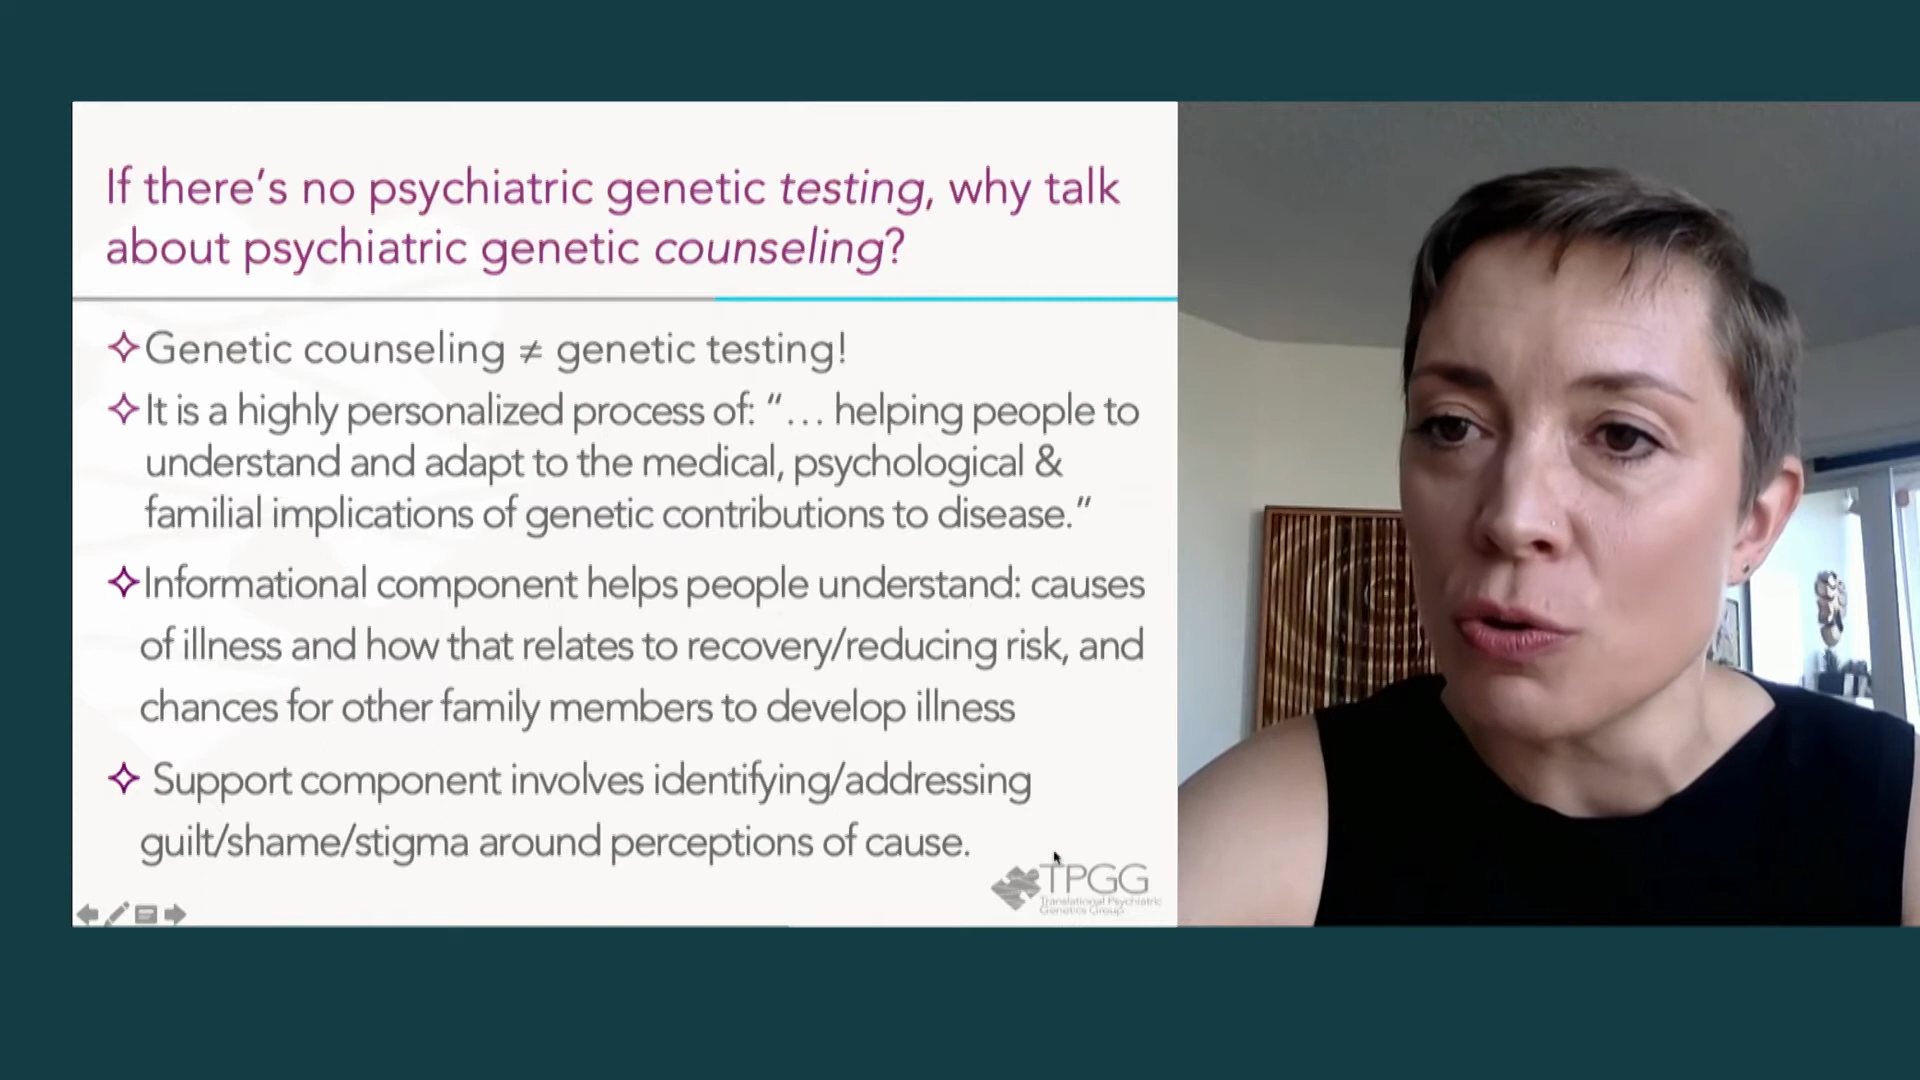 If there's no psychiatric genetic testing, why talk
about psychiatric genetic counseling?
Genetic counseling ≠ genetic testing!
It is a highly personalized process of: "... helping people to
understand and adapt to the medical, psychological &
familial implications of genetic contributions to disease."
Informational component helps people understand: causes
of illness and how that relates to recovery/reducing risk, and
chances for other family members to develop illness
Support component involves identifying/addressing
guilt/shame/stigma around perceptions of cause.
TPGG
Translational Psychiatric
Genetics Group